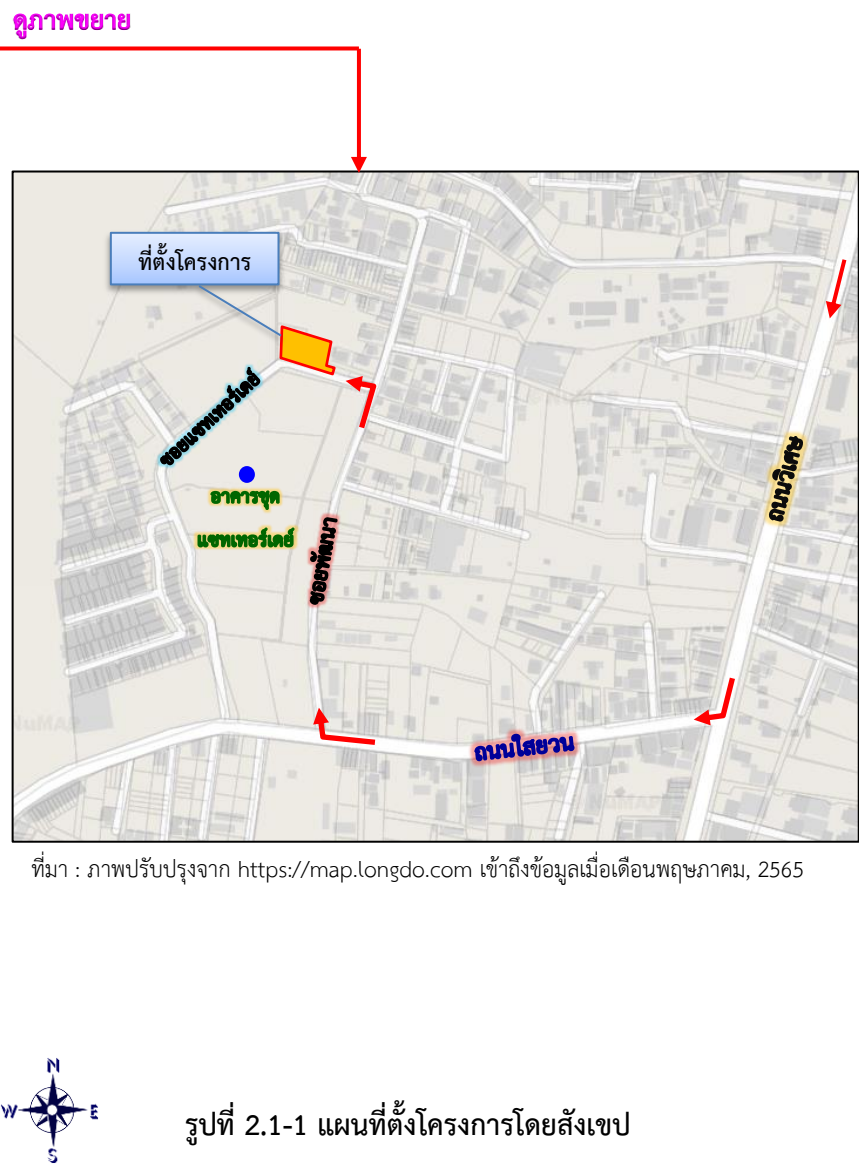 ดูภาพขยาย
ที่ตั้งโครงการ
ซอยแซทเทอร์เดย์
อาคารชุด
แซทเทอร์เดย์
ซอยพัฒนา
ถนนวิเศษ
ถนนใสยวน
NuMAP
NuMAP
ที่มา : ภาพปรับปรุงจาก https://map.longdo.com เข้าถึงข้อมูลเมื่อเดือนพฤษภาคม, 2565
N
W E
S
รูปที่ 2.1-1 แผนที่ตั้งโครงการโดยสังเขป